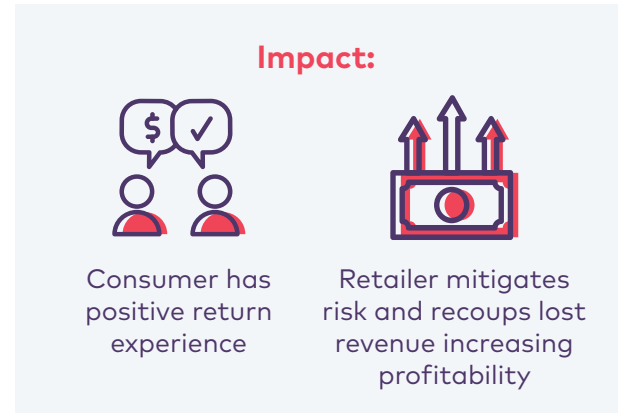 Impact:
$
Consumer has
positive return
experience
Retailer mitigates
risk and recoups lost
revenue increasing
profitability